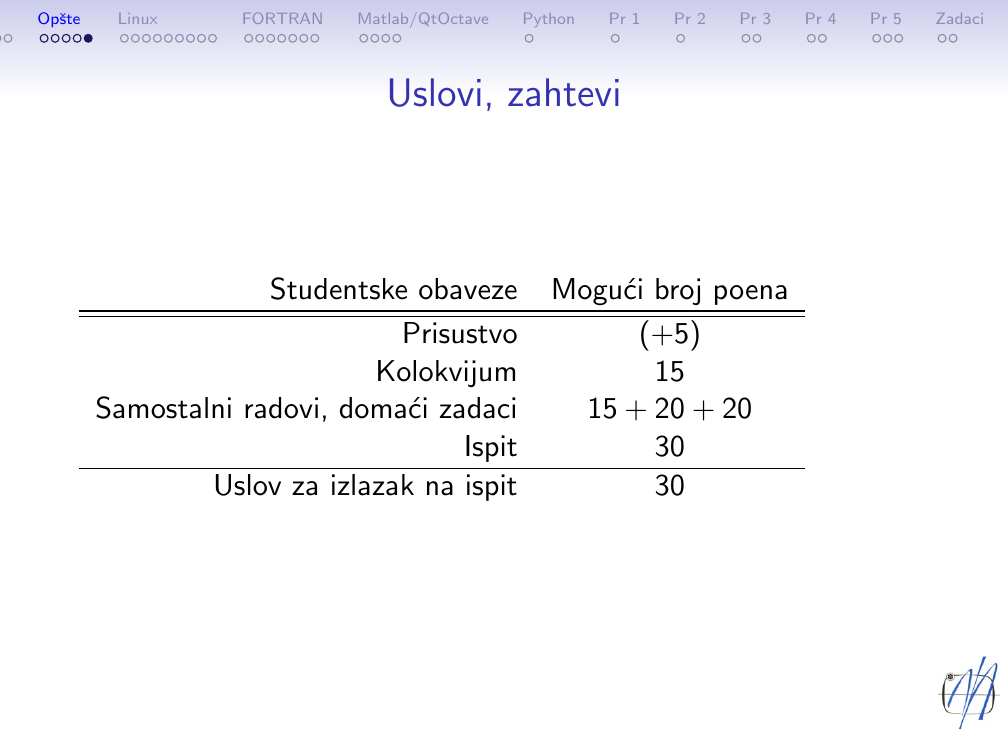 Opšte Linux FORTRAN Matlab/QtOctave Python Pr 1 Pr 2 Pr 3 Pr 4 Pr 5 Zadaci
Uslovi, zahtevi
Studentske obaveze Mogući broj poena
Prisustvo (+5)
Kolokvijum 15
Samostalni radovi, domaći zadaci 15 + 20 + 20
Ispit 30
Uslov za izlazak na ispit 30